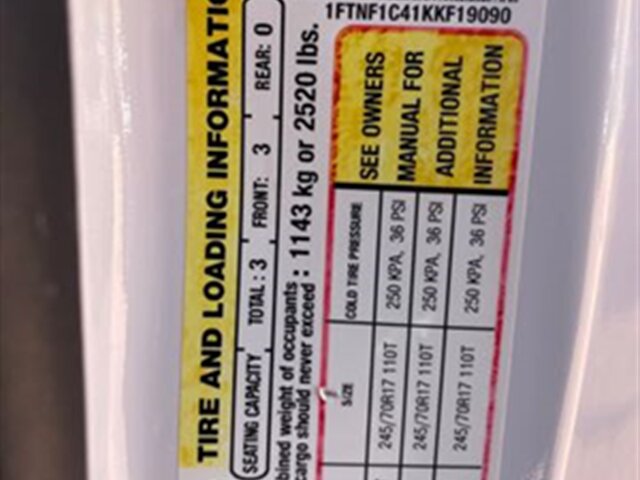 1FTNF1C41KKF19090
TIRE AND LOADING INFORMATIO
SEATING CAPACITY TOTAL : 3 FRONT: 3 REAR: 0
bined weight of occupants
cargo should never exceed : 1143 kg or 2520 lbs.
SIZE COLD TIRE PRESSURE
245/70R17 110T 250 KPA, 36 PSI
245/70R17 110T 250 KPA, 36 PSI
245/70R17 110T 250 KPA, 36 PSI
SEE OWNERS
MANUAL FOR
ADDITIONAL
INFORMATION